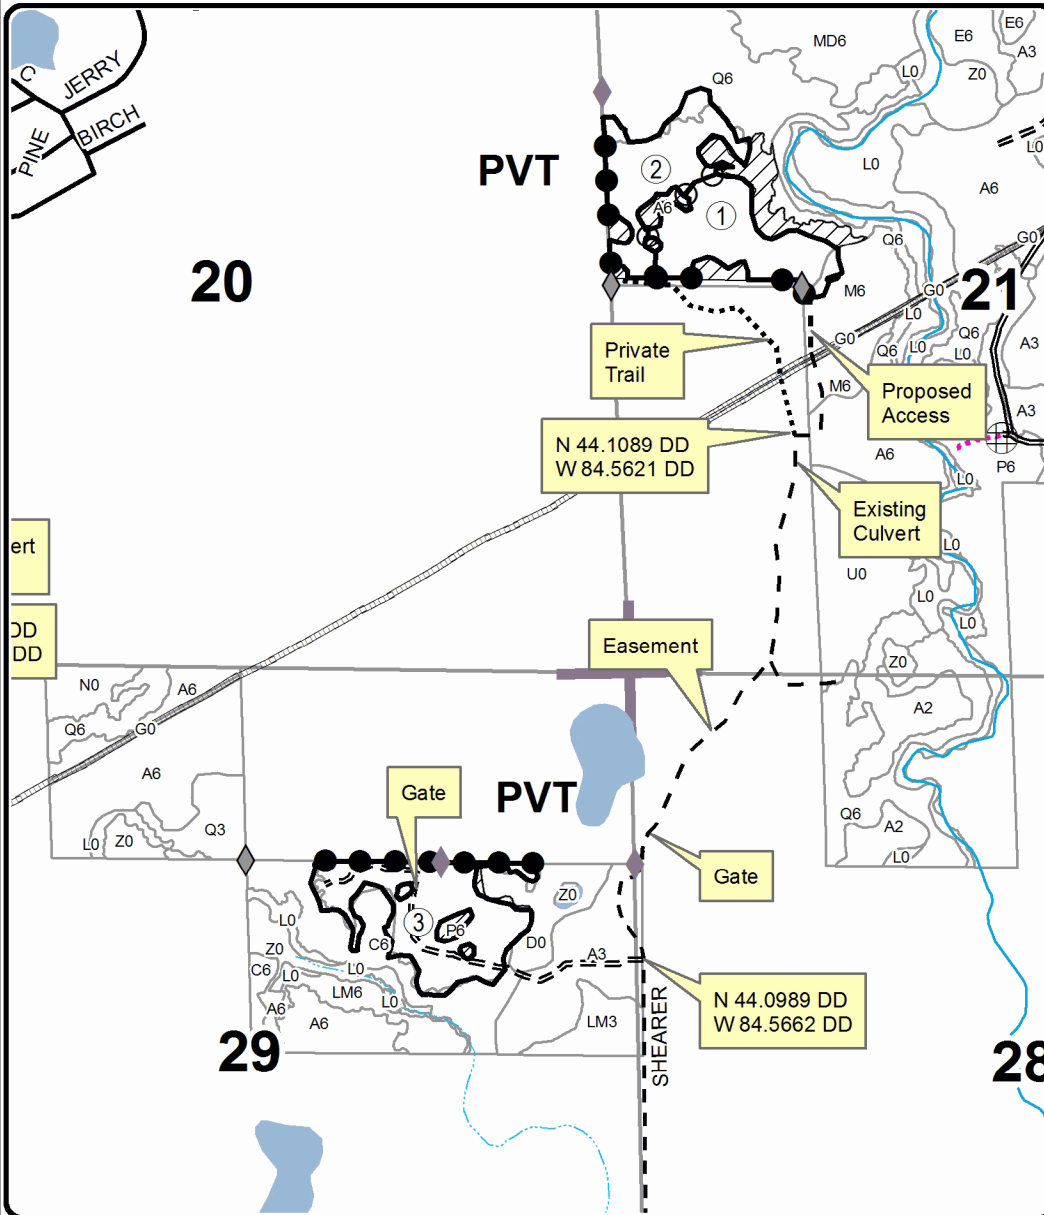 E6
E6
MD6
A3
L0
Z0
C
JERRY
Q6
PINE
BIRCH
L0
PVT
2
L0
A6
A6
1
20
Q6
G0
M6
G0
21
L0
G0
Q6
Private
Trail
Q6
L0
L0
A3
M6
Proposed
Access
A3
N 44.1089 DD
W 84.5621 DD
A6
P6
L0
Existing
Culvert
ert
L0
U0
L0
DD
DD
L0
Easement
Z0
N0
A6
A2
Q6
G0
A6
PVT
Gate
Q6
A2
L0
Z0
Q3
L0
Gate
Z0
L0
3
P6
C6
D0
Z0
A3
C6
L0
L0
LM6
L0
N 44.0989 DD
W 84.5662 DD
A6
A6
LM3
SHEARER
29
28